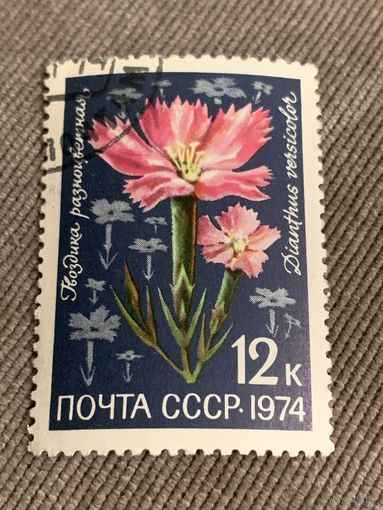 Гвоздика разноцветная
Dianthus versicolor
12 к
ПОЧТА СССР·1974